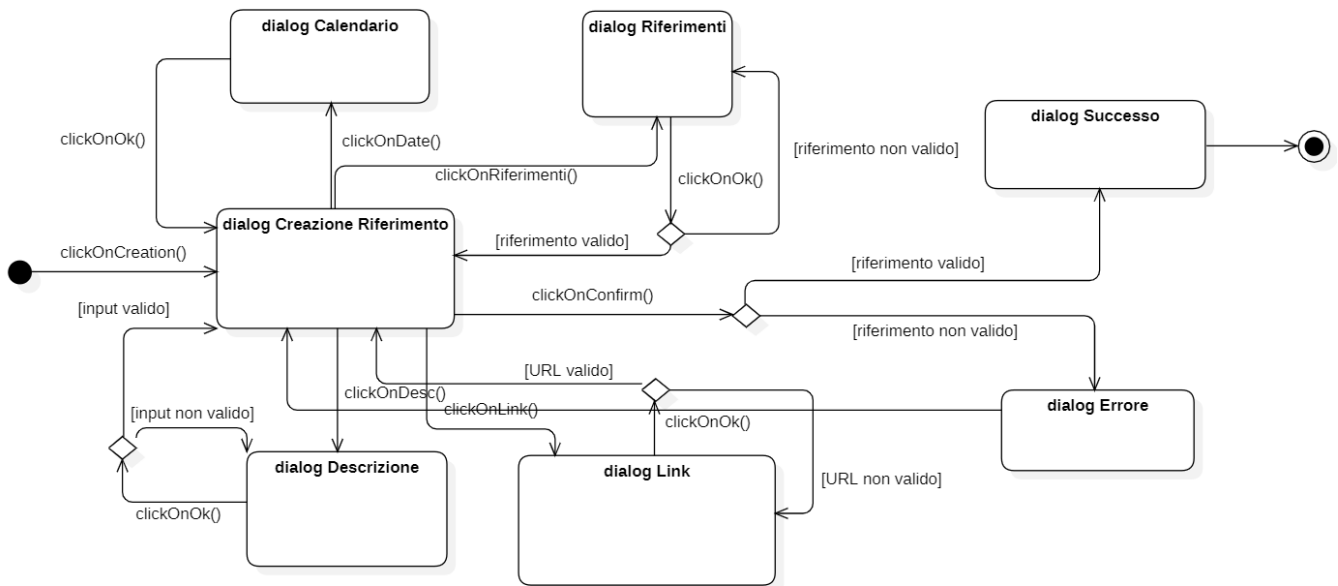 dialog Calendario
dialog Riferimenti
dialog Successo
clickOnOk()
clickOnDate()
[riferimento non valido]
clickOnRiferimenti()
clickOnOk()
dialog Creazione Riferimento
[riferimento valido]
clickOnCreation()
[riferimento valido]
[input valido]
clickOnConfirm()
[riferimento non valido]
[URL valido]
clickOnDesc()
[input non valido]
clickOnLink()
clickOnOk()
dialog Errore
dialog Descrizione
dialog Link
[URL non valido]
clickOnOk()